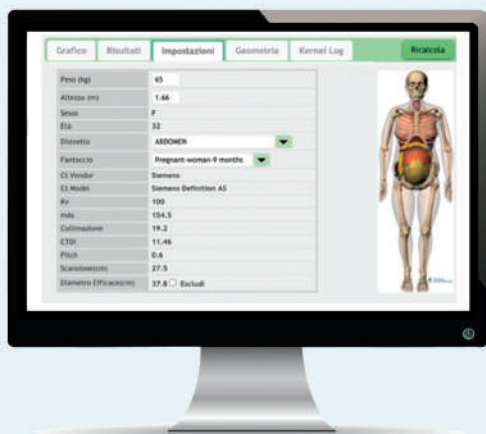 Grafico Risultati Impostazioni Geometria Kernel Log Ricalcola
Peso (kg) 65
Altezza (m) 1.66
Sesso F
Età 32
Distretto ABDOMEN
Fantoccio Pregnant-woman-9 months
Ct Vendor Siemens
Ct Model Siemens Definition AS
Kv 100
mAs 154.5
Collimazione 19.2
CTDI 11.46
Pitch 0.6
Scansione(cm) 27.5
Diametro Efficace(cm) 37.8 Escludi